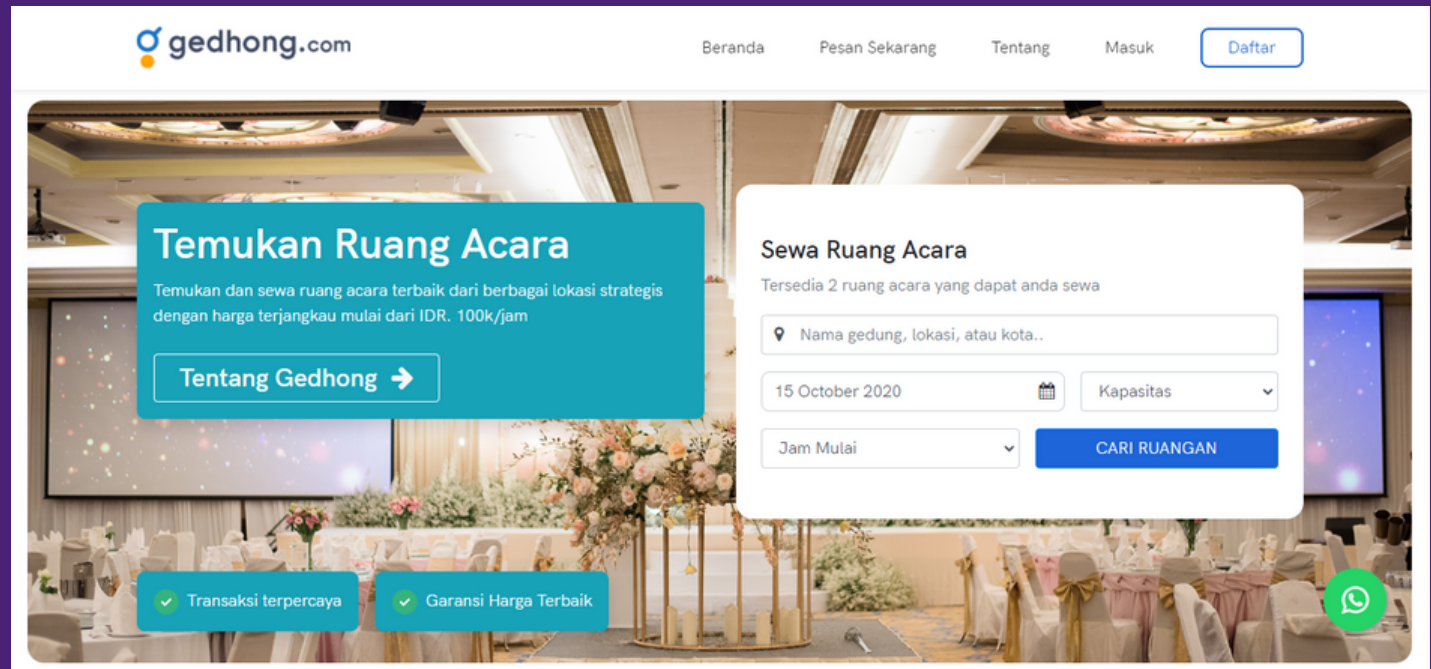 gedhong.com
Beranda Pesan Sekarang Tentang Masuk Daftar
Temukan Ruang Acara
Temukan dan sewa ruang acara terbaik dari berbagai lokasi strategis
dengan harga terjangkau mulai dari IDR. 100k/jam
Tentang Gedhong
Sewa Ruang Acara
Tersedia 2 ruang acara yang dapat anda sewa
Nama gedung, lokasi, atau kota..
15 October 2020 Kapasitas
Jam Mulai CARI RUANGAN
Transaksi terpercaya Garansi Harga Terbaik